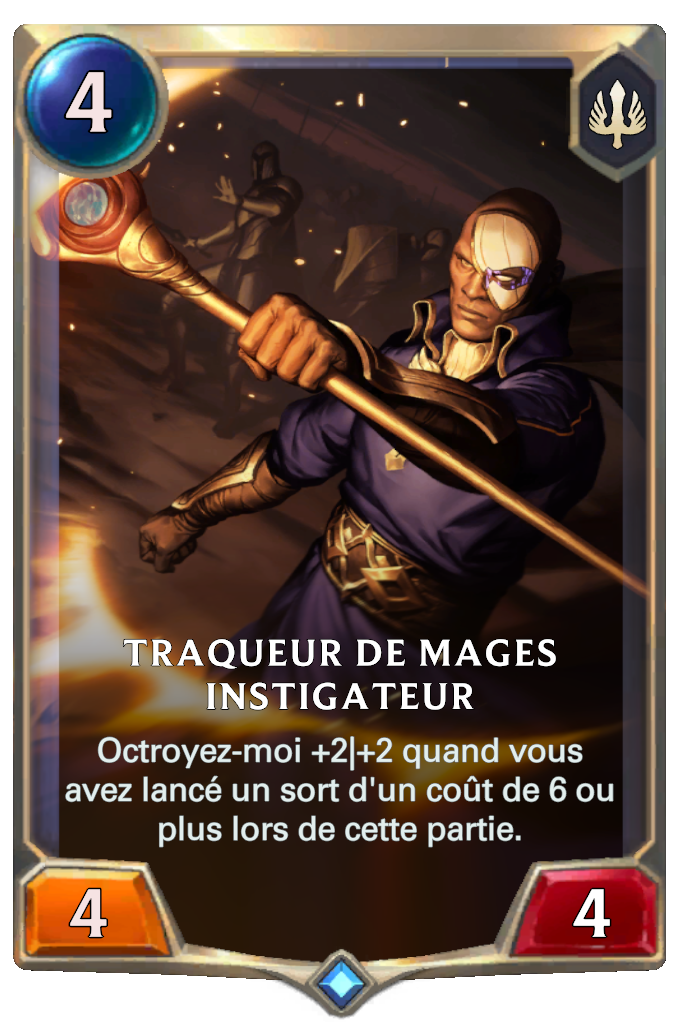 4
TRAQUEUR DE MAGES
INSTIGATEUR
Octroyez-moi +2|+2 quand vous
avez lancé un sort d'un coût de 6 ou
plus lors de cette partie.
4 4